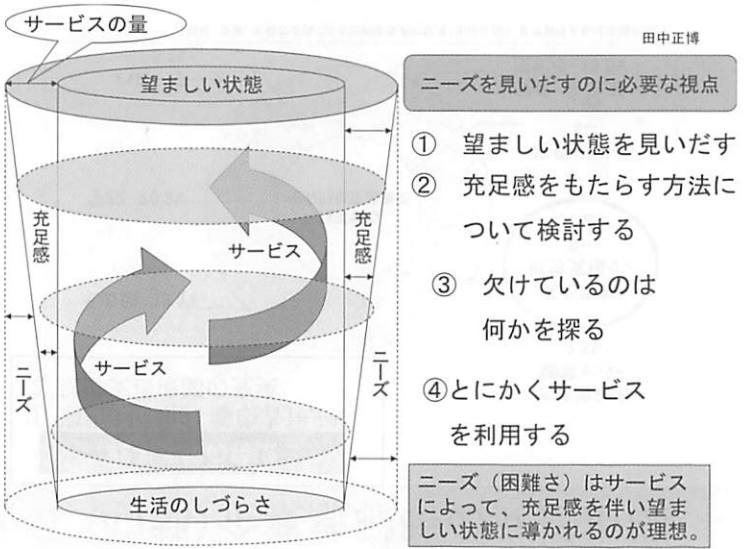 サービスの量
田中正博
望ましい状態
ニーズを見いだすのに必要な視点
① 望ましい状態を見いだす
② 充足感をもたらす方法に
ついて検討する
充足感
サービス
充足感
③ 欠けているのは
何かを探る
ニーズ
サービス
ニーズ
④とにかくサービス
を利用する
生活のしづらさ
ニーズ（困難さ）はサービス
によって、充足感を伴い望ま
しい状態に導かれるのが理想。